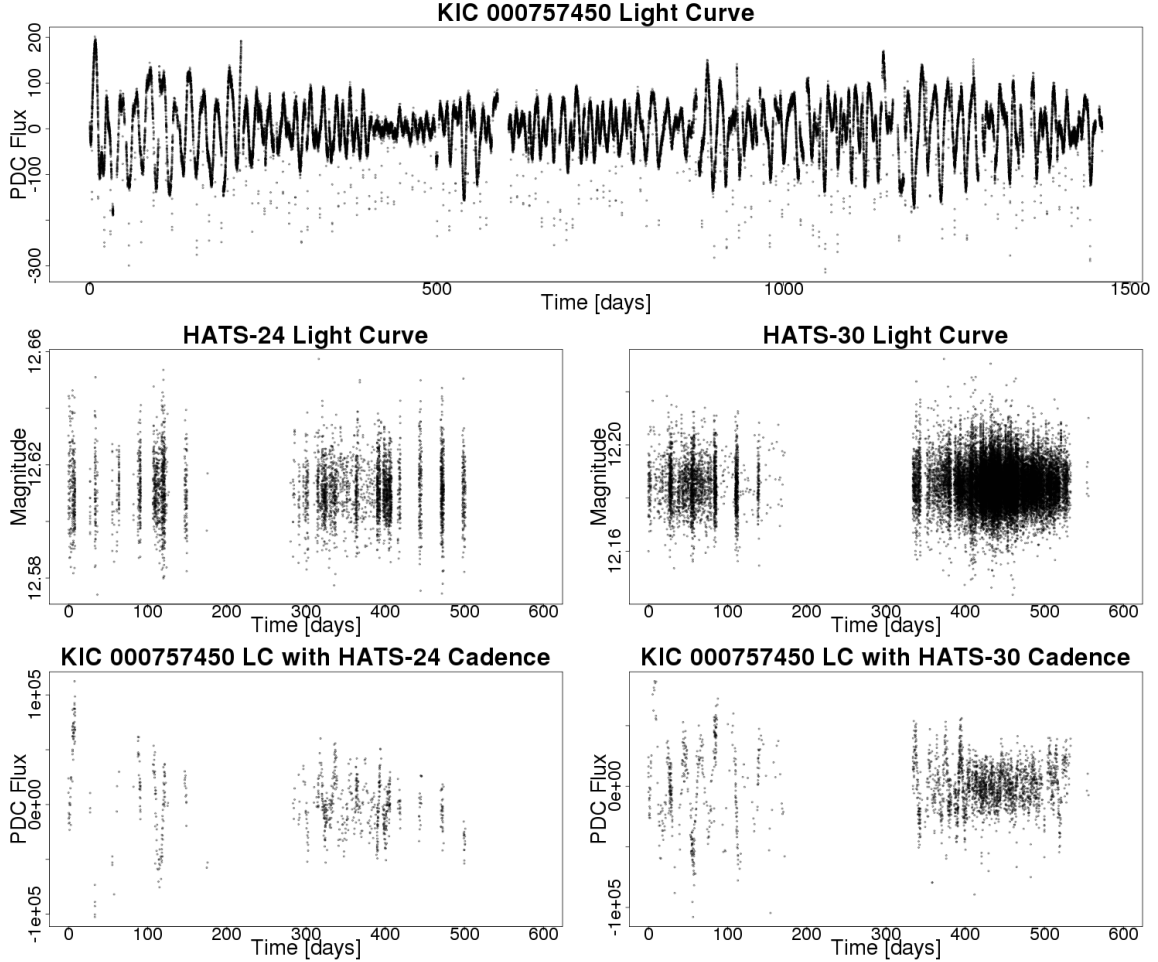 KIC 000757450 Light Curve
PDC Flux
200
100
0
-100
-300
0 500 1000 1500
Time [days]
HATS-24 Light Curve
Magnitude
12.66
12.62
12.58
0 100 200 300 400 500 600
Time [days]
HATS-30 Light Curve
Magnitude
12.20
12.16
0 100 200 300 400 500 600
Time [days]
KIC 000757450 LC with HATS-24 Cadence
PDC Flux
1e+05
0e+00
-1e+05
0 100 200 300 400 500 600
Time [days]
KIC 000757450 LC with HATS-30 Cadence
PDC Flux
0e+00
-1e+05
0 100 200 300 400 500 600
Time [days]